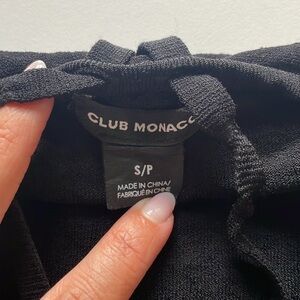 CLUB MONACO
S/P
MADE IN CHINA/
FABRIQUÉ EN CHINE